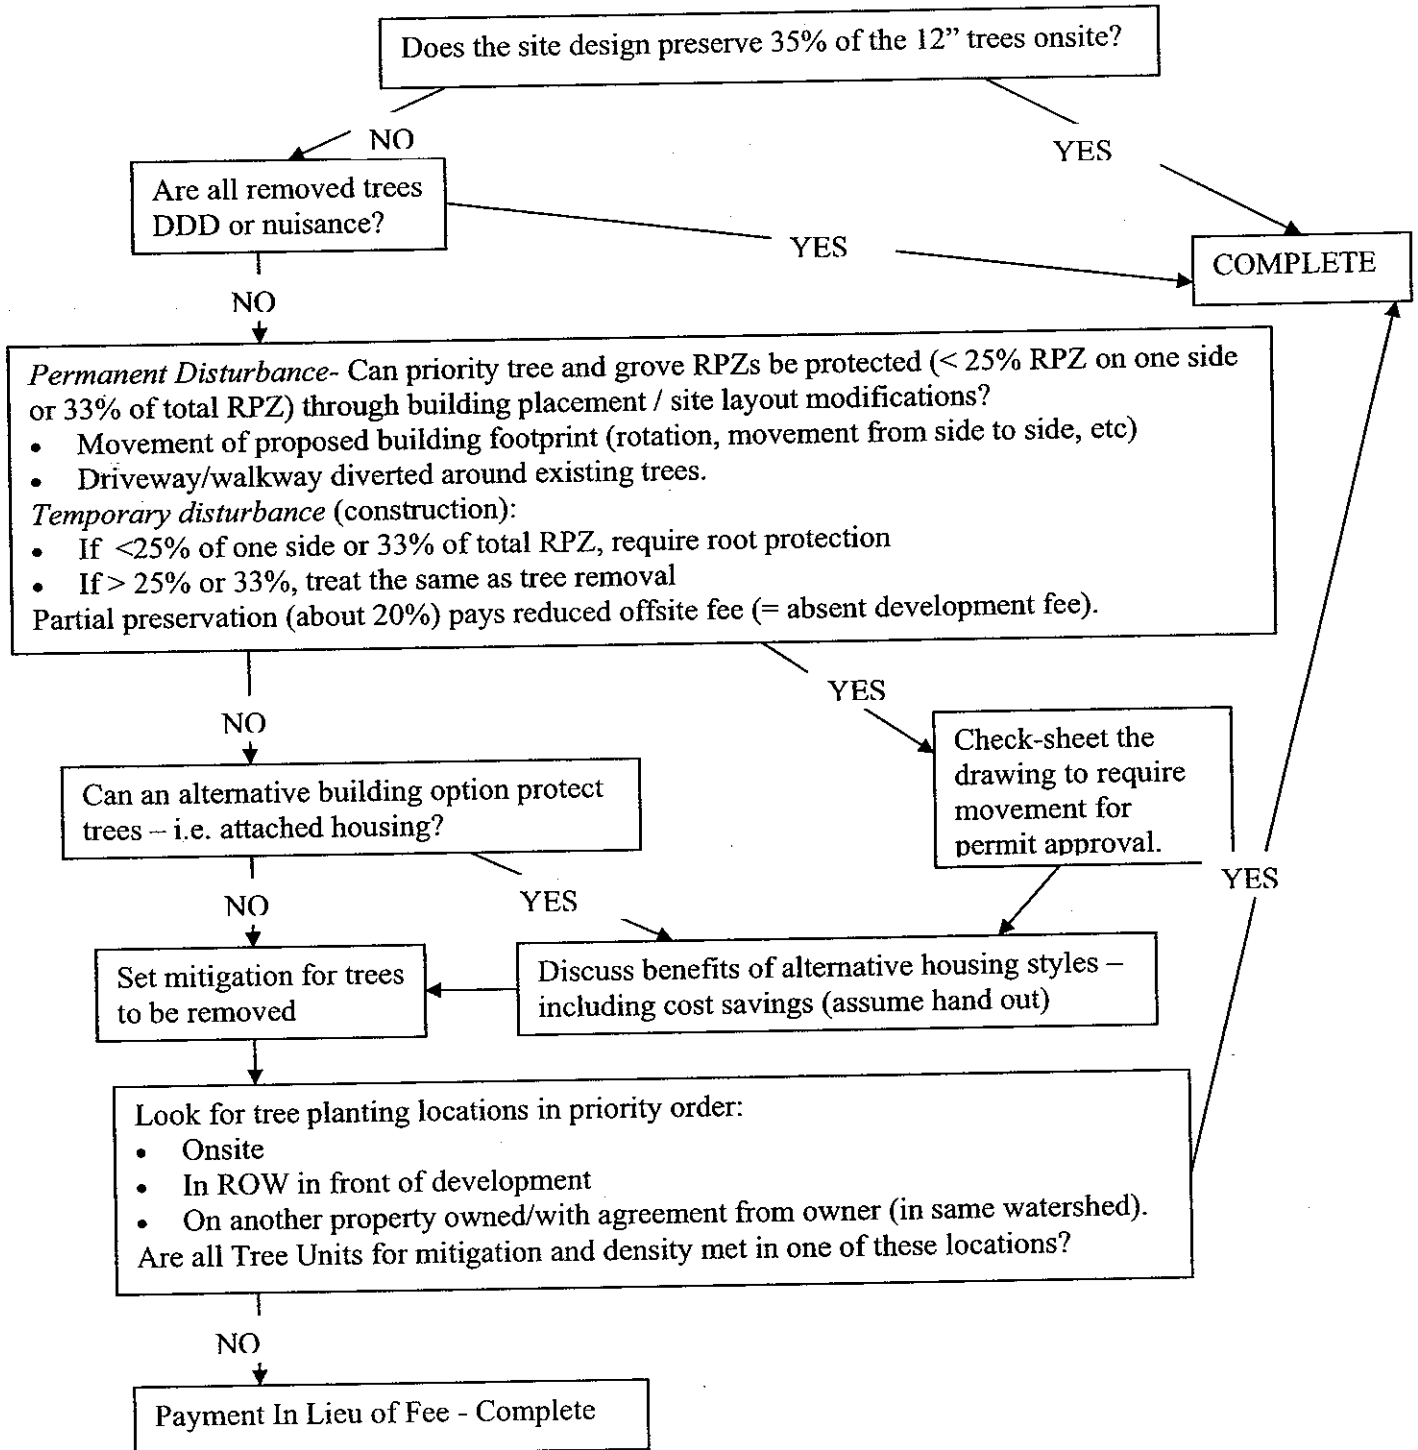 Does the site design preserve 35% of the 12” trees onsite?
NO
YES
Are all removed trees
DDD or nuisance?
YES
COMPLETE
NO
Permanent Disturbance- Can priority tree and grove RPZs be protected (< 25% RPZ on one side
or 33% of total RPZ) through building placement / site layout modifications?
• Movement of proposed building footprint (rotation, movement from side to side, etc)
• Driveway/walkway diverted around existing trees.
Temporary disturbance (construction):
• If <25% of one side or 33% of total RPZ, require root protection
• If > 25% or 33%, treat the same as tree removal
Partial preservation (about 20%) pays reduced offsite fee (= absent development fee).
YES
NO
Check-sheet the
drawing to require
movement for
permit approval.
Can an alternative building option protect
trees – i.e. attached housing?
YES
NO
YES
Set mitigation for trees
to be removed
Discuss benefits of alternative housing styles –
including cost savings (assume hand out)
Look for tree planting locations in priority order:
• Onsite
• In ROW in front of development
• On another property owned/with agreement from owner (in same watershed).
Are all Tree Units for mitigation and density met in one of these locations?
NO
Payment In Lieu of Fee - Complete